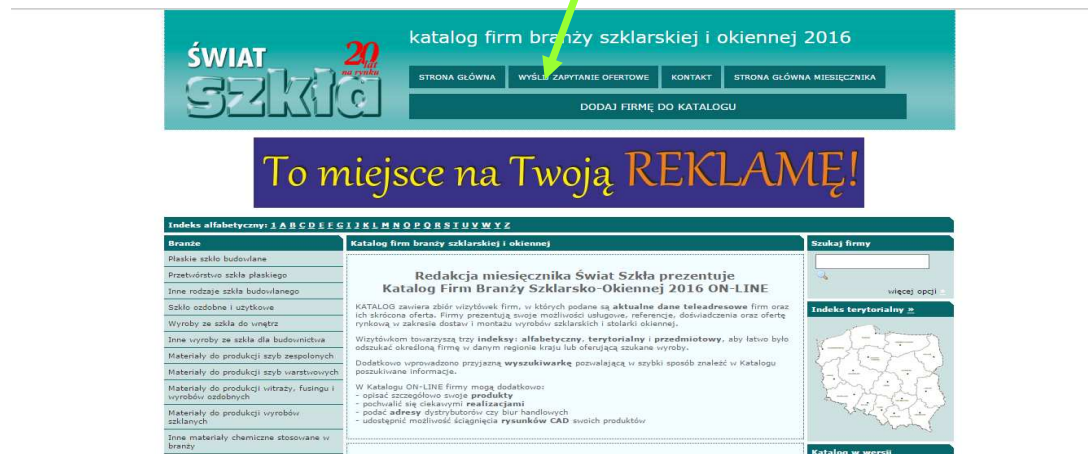 ŚWIAT
szkła
20
lat
na rynku
katalog firm branży szklarskiej i okiennej 2016
STRONA GŁÓWNA WYŚLIJ ZAPYTANIE OFERTOWE KONTAKT STRONA GŁÓWNA MIESIĘCZNIKA
DODAJ FIRMĘ DO KATALOGU
To miejsce na Twoją REKLAMĘ!
Indeks alfabetyczny: 1 A B C D E F G I J K L M N O P Q R S T U V W Y Z
Branże
Płaskie szkło budowlane
Przetwórstwo szkła płaskiego
Inne rodzaje szkła budowlanego
Szkło ozdobne i użytkowe
Wyroby ze szkła do wnętrz
Inne wyroby ze szkła dla budownictwa
Materiały do produkcji szyb zespolonych
Materiały do produkcji szyb warstwowych
Materiały do produkcji witraży, fusingu i
wyrobów ozdobnych
Materiały do produkcji wyrobów
szklanych
Inne materiały chemiczne stosowane w
branży
Katalog firm branży szklarskiej i okiennej
Redakcja miesięcznika Świat Szkła prezentuje
Katalog Firm Branży Szklarsko-Okiennej 2016 ON-LINE
KATALOG zawiera zbiór wizytówek firm, w których podane są aktualne dane teleadresowe firm oraz
ich skrócona oferta. Firmy prezentują swoje możliwości usługowe, referencje, doświadczenia oraz ofertę
rynkową w zakresie dostaw i montażu wyrobów szklarskich i stolarki okiennej.
Wizytówkom towarzyszą trzy indeksy: alfabetyczny, terytorialny i przedmiotowy, aby łatwo było
odszukać określoną firmę w danym regionie kraju lub oferującą szukane wyroby.
Dodatkowo wprowadzono przyjazną wyszukiwarkę pozwalającą w szybki sposób znaleźć w Katalogu
poszukiwane informacje.
W Katalogu ON-LINE firmy mogą dodatkowo:
- opisać szczegółowo swoje produkty
- pochwalić się ciekawymi realizacjami
- podać adresy dystrybutorów czy biur handlowych
- udostępnić możliwość ściągnięcia rysunków CAD swoich produktów
Szukaj firmy
więcej opcji
Indeks terytorialny »
Katalog w wersji